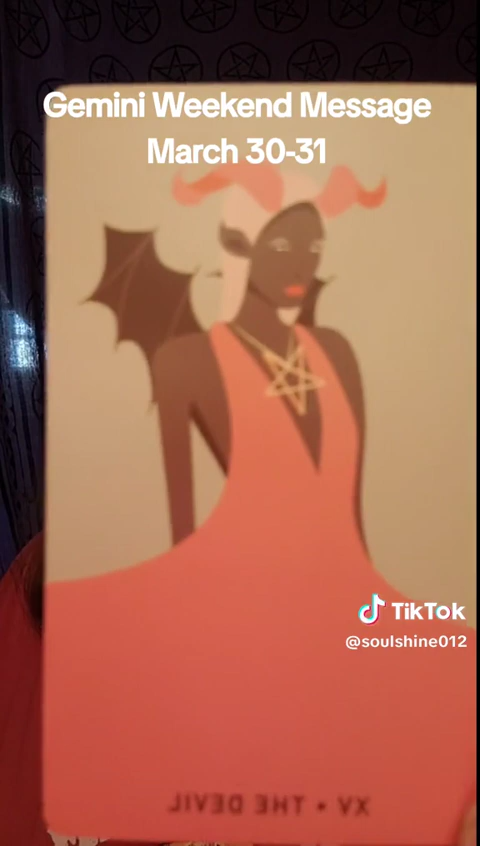 Gemini Weekend Message
March 30-31
TikTok
@soulshine012
XV • THE DEVIL